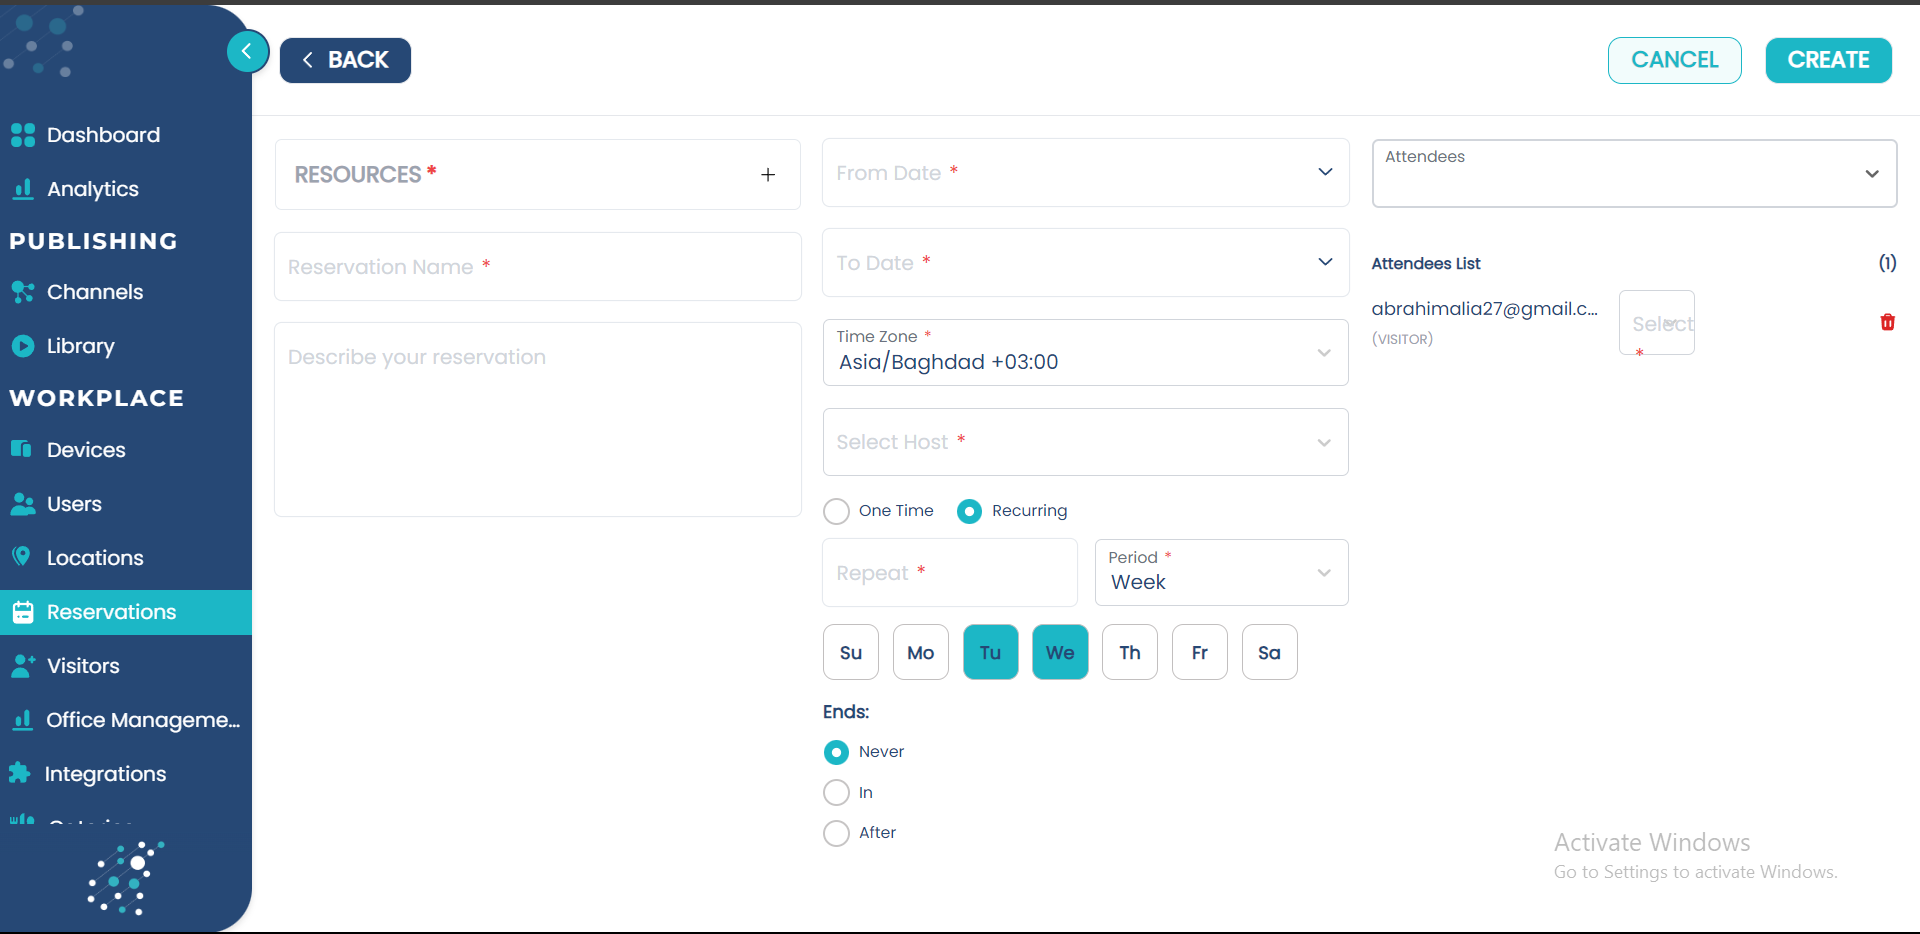 BACK
CANCEL
CREATE
Dashboard
Analytics
PUBLISHING
Channels
Library
WORKPLACE
Devices
Users
Locations
Reservations
Visitors
Office Manageme...
Integrations
RESOURCES *
Reservation Name *
Describe your reservation
From Date *
To Date *
Time Zone *
Asia/Baghdad +03:00
Select Host *
One Time
Recurring
Repeat *
Period *
Week
Su Mo Tu We Th Fr Sa
Ends:
Never
In
After
Attendees
Attendees List (1)
abrahimalia27@gmail.c...
(VISITOR)
Select
*
Activate Windows
Go to Settings to activate Windows.